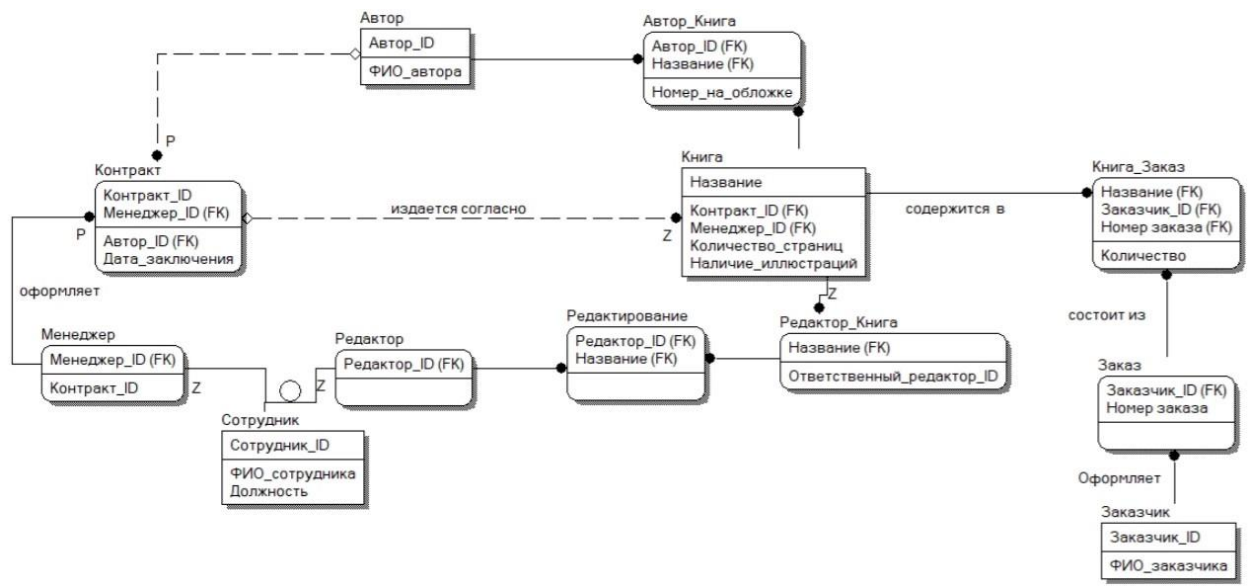 Автор
Автор_ID
ФИО_автора
Автор_Книга
Автор_ID (FK)
Название (FK)
Номер_на_обложке
P
Контракт
Контракт_ID
Менеджер_ID (FK)
Автор_ID (FK)
Дата_заключения
P
издается согласно
Z
Книга
Название
Контракт_ID (FK)
Менеджер_ID (FK)
Количество_страниц
Наличие_иллюстраций
Z
содержится в
Книга_Заказ
Название (FK)
Заказчик_ID (FK)
Номер заказа (FK)
Количество
оформляет
Менеджер
Менеджер_ID (FK)
Контракт_ID
Z
Z
Редактор
Редактор_ID (FK)
Редактирование
Редактор_ID (FK)
Название (FK)
Редактор_Книга
Название (FK)
Ответственный_редактор_ID
состоит из
Заказ
Заказчик_ID (FK)
Номер заказа
Сотрудник
Сотрудник_ID
ФИО_сотрудника
Должность
Оформляет
Заказчик
Заказчик_ID
ФИО_заказчика